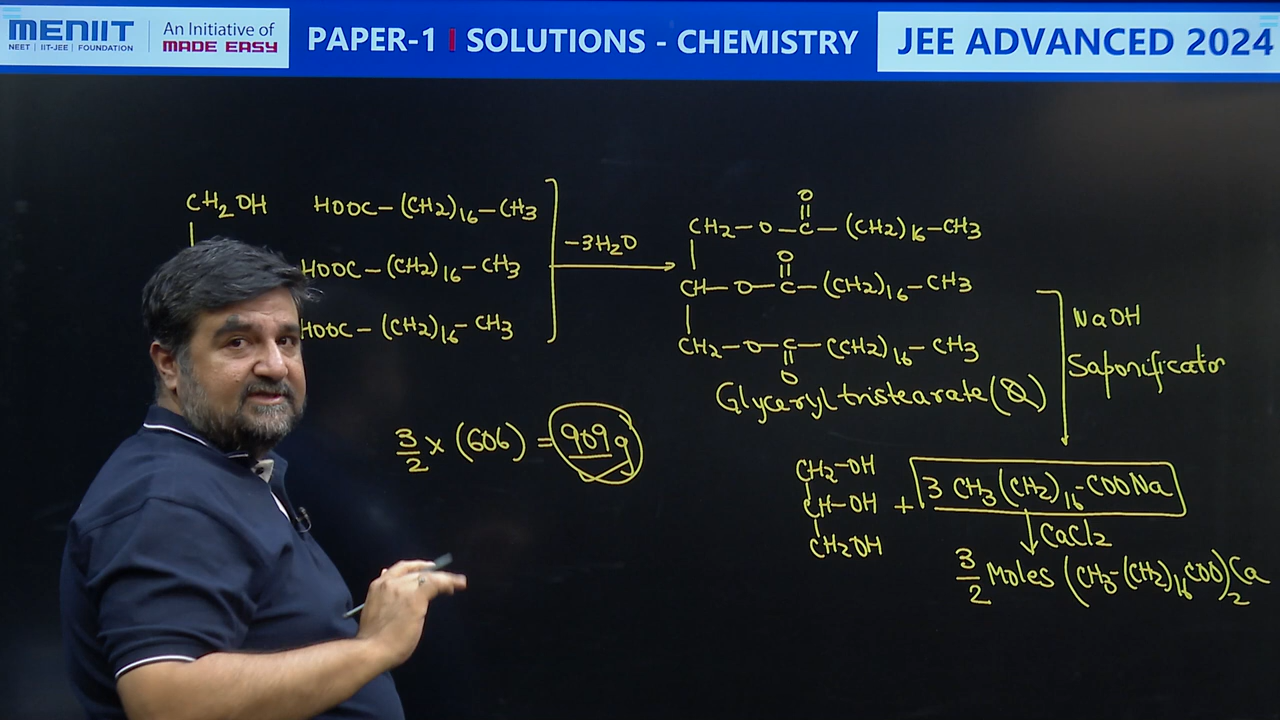 MENIIT
NEET | IIT-JEE | FOUNDATION
An Initiative of
MADE EASY
PAPER-1 | SOLUTIONS - CHEMISTRY
JEE ADVANCED 2024
CH2OH HOOC-(CH2)16-CH3
HOOC-(CH2)16-CH3
HOOC-(CH2)16-CH3
-3H2O
O
CH2-O-C-(CH2)16-CH3
O
CH-O-C-(CH2)16-CH3
CH2-O-C-(CH2)16-CH3
O
Glyceryl tristearate (Q)
NaOH
Saponificator
3/2 x (606) = 909g
CH2-OH
CH-OH + 3 CH3(CH2)16-COONa
CH2OH
CaCl2
3/2 Moles (CH3-(CH2)16COO)2Ca